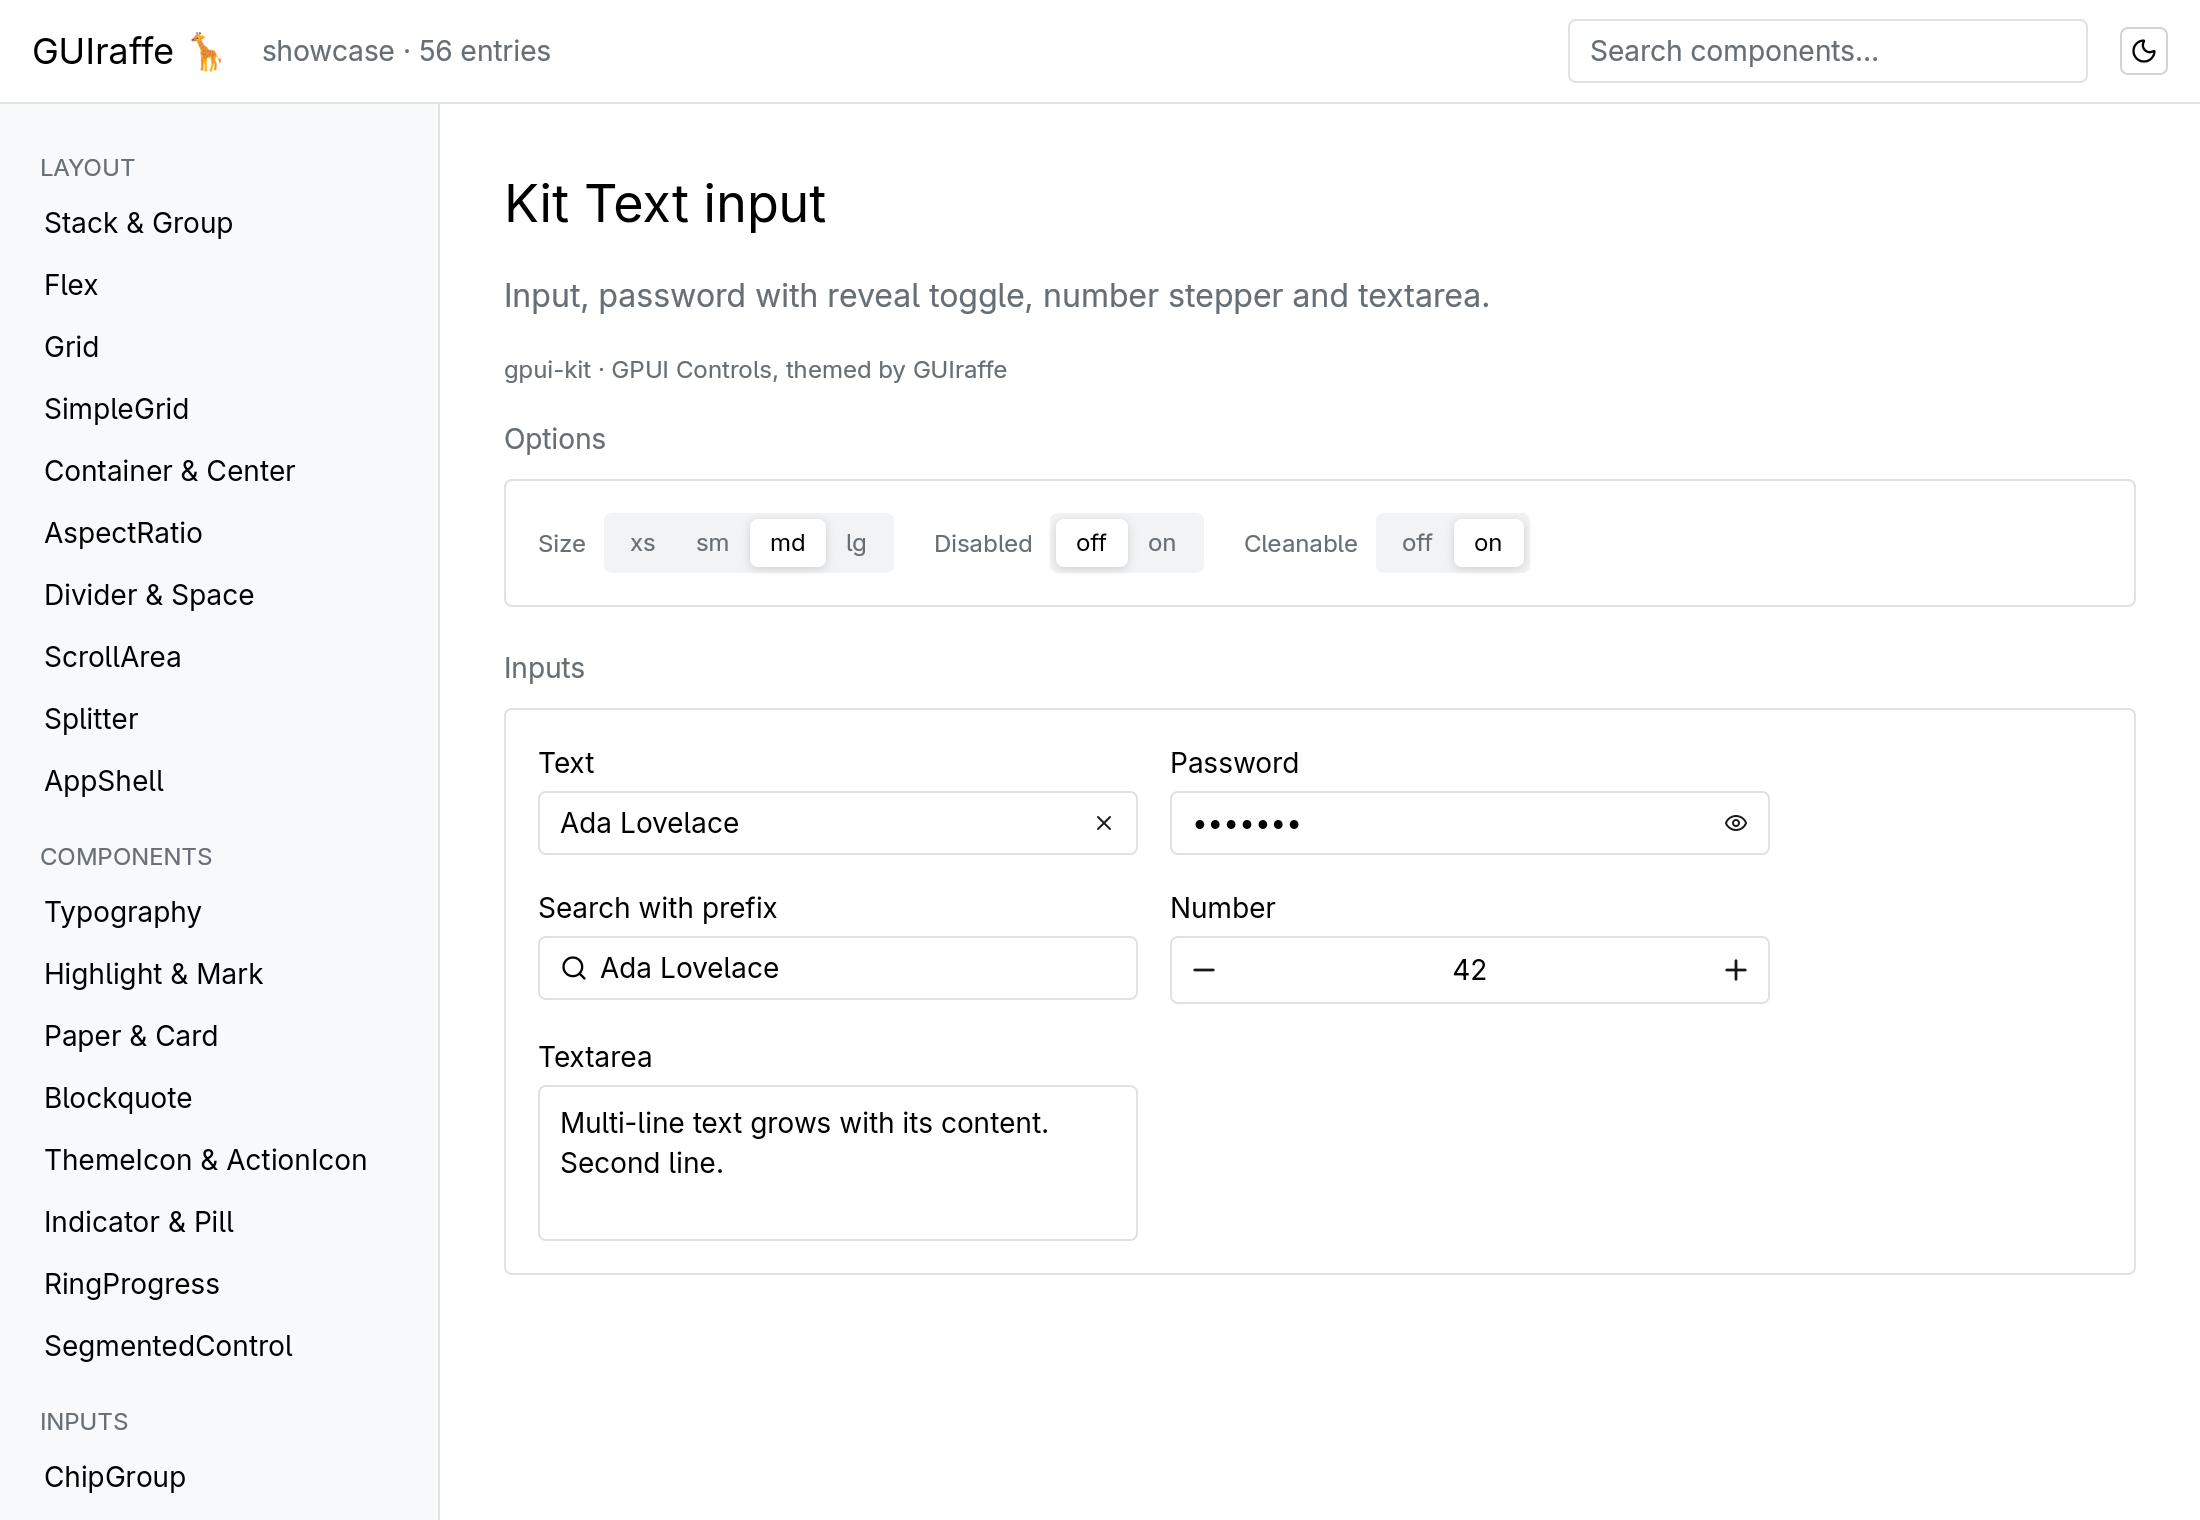 GUIraffe 🦒 showcase · 56 entries
Search components...
LAYOUT
Stack & Group
Flex
Grid
SimpleGrid
Container & Center
AspectRatio
Divider & Space
ScrollArea
Splitter
AppShell
COMPONENTS
Typography
Highlight & Mark
Paper & Card
Blockquote
ThemeIcon & ActionIcon
Indicator & Pill
RingProgress
SegmentedControl
INPUTS
ChipGroup
Kit Text input
Input, password with reveal toggle, number stepper and textarea.
gpui-kit · GPUI Controls, themed by GUIraffe
Options
Size xs sm md lg Disabled off on Cleanable off on
Inputs
Text
Ada Lovelace
Password
•••••••
Search with prefix
Ada Lovelace
Number
42
Textarea
Multi-line text grows with its content.
Second line.